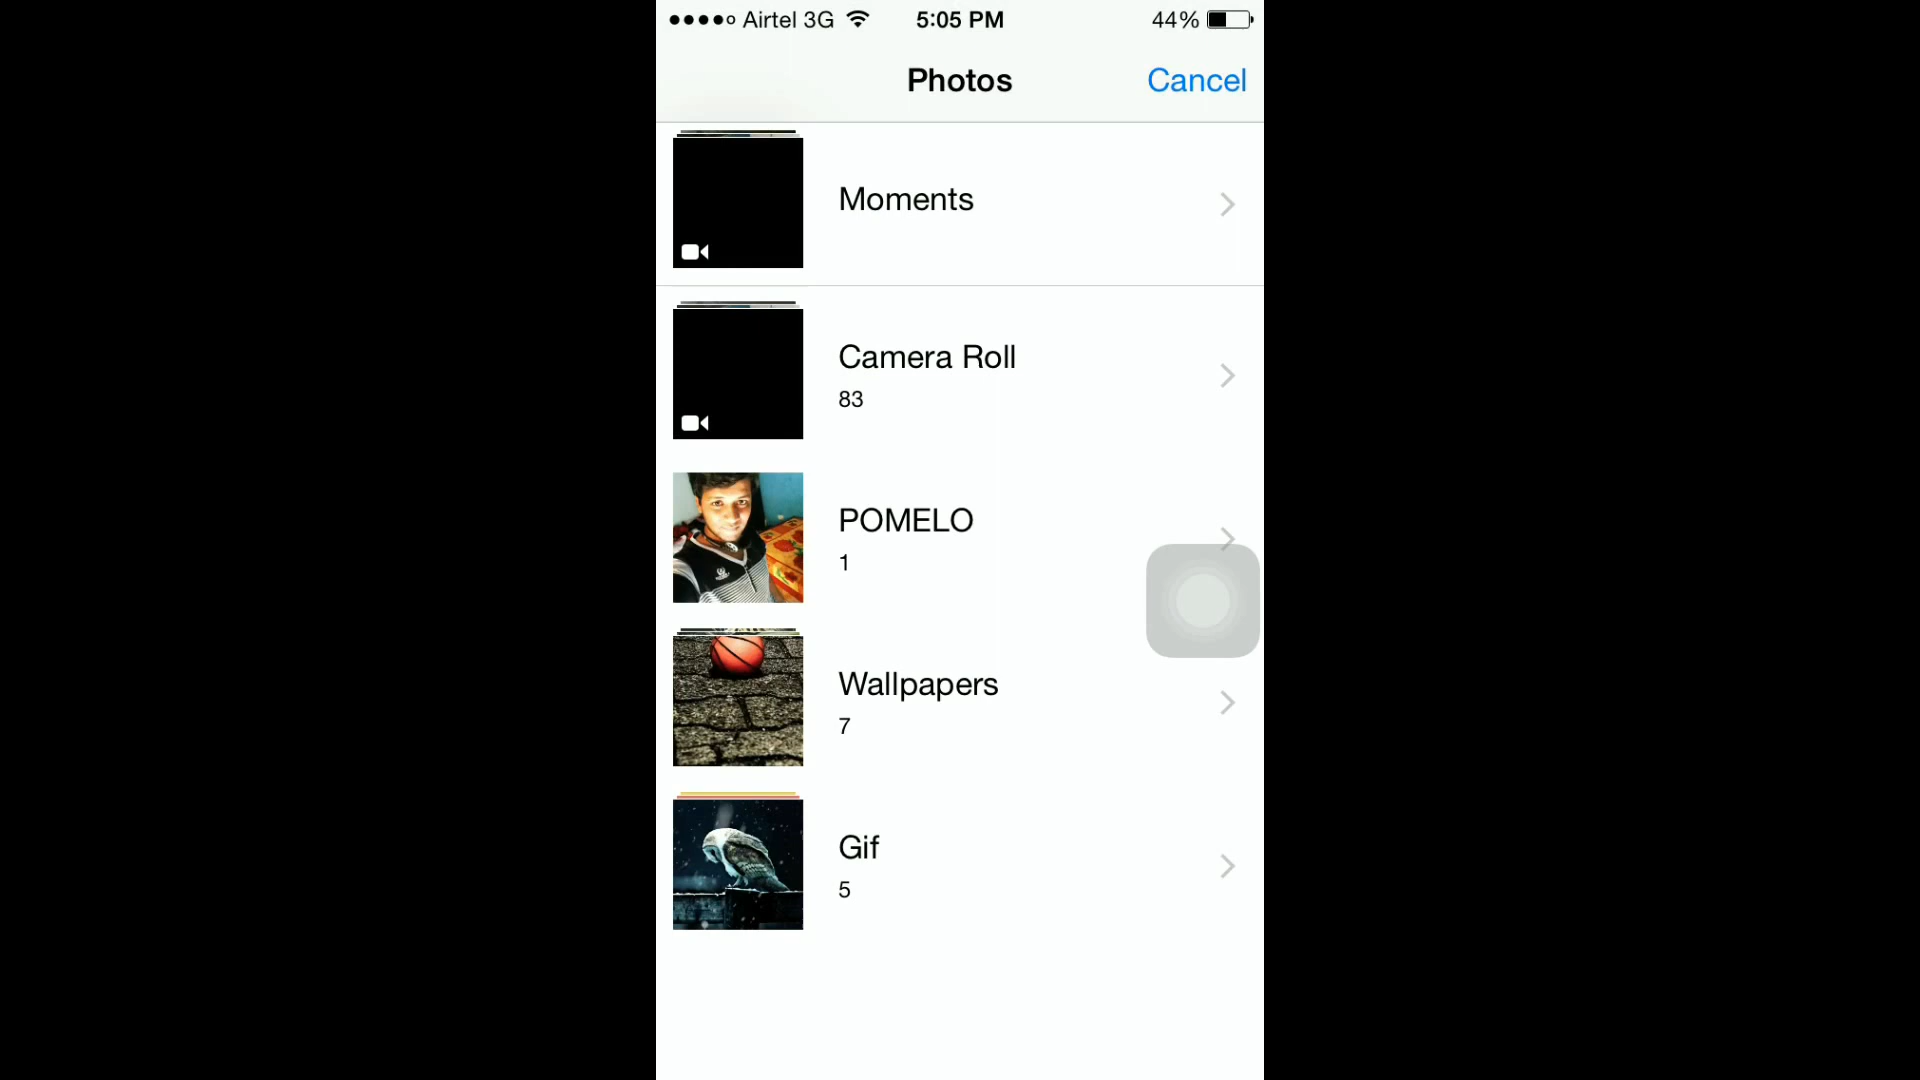 Airtel 3G 5:05 PM 44%
Photos Cancel
Moments
Camera Roll
83
POMELO
1
Wallpapers
7
Gif
5